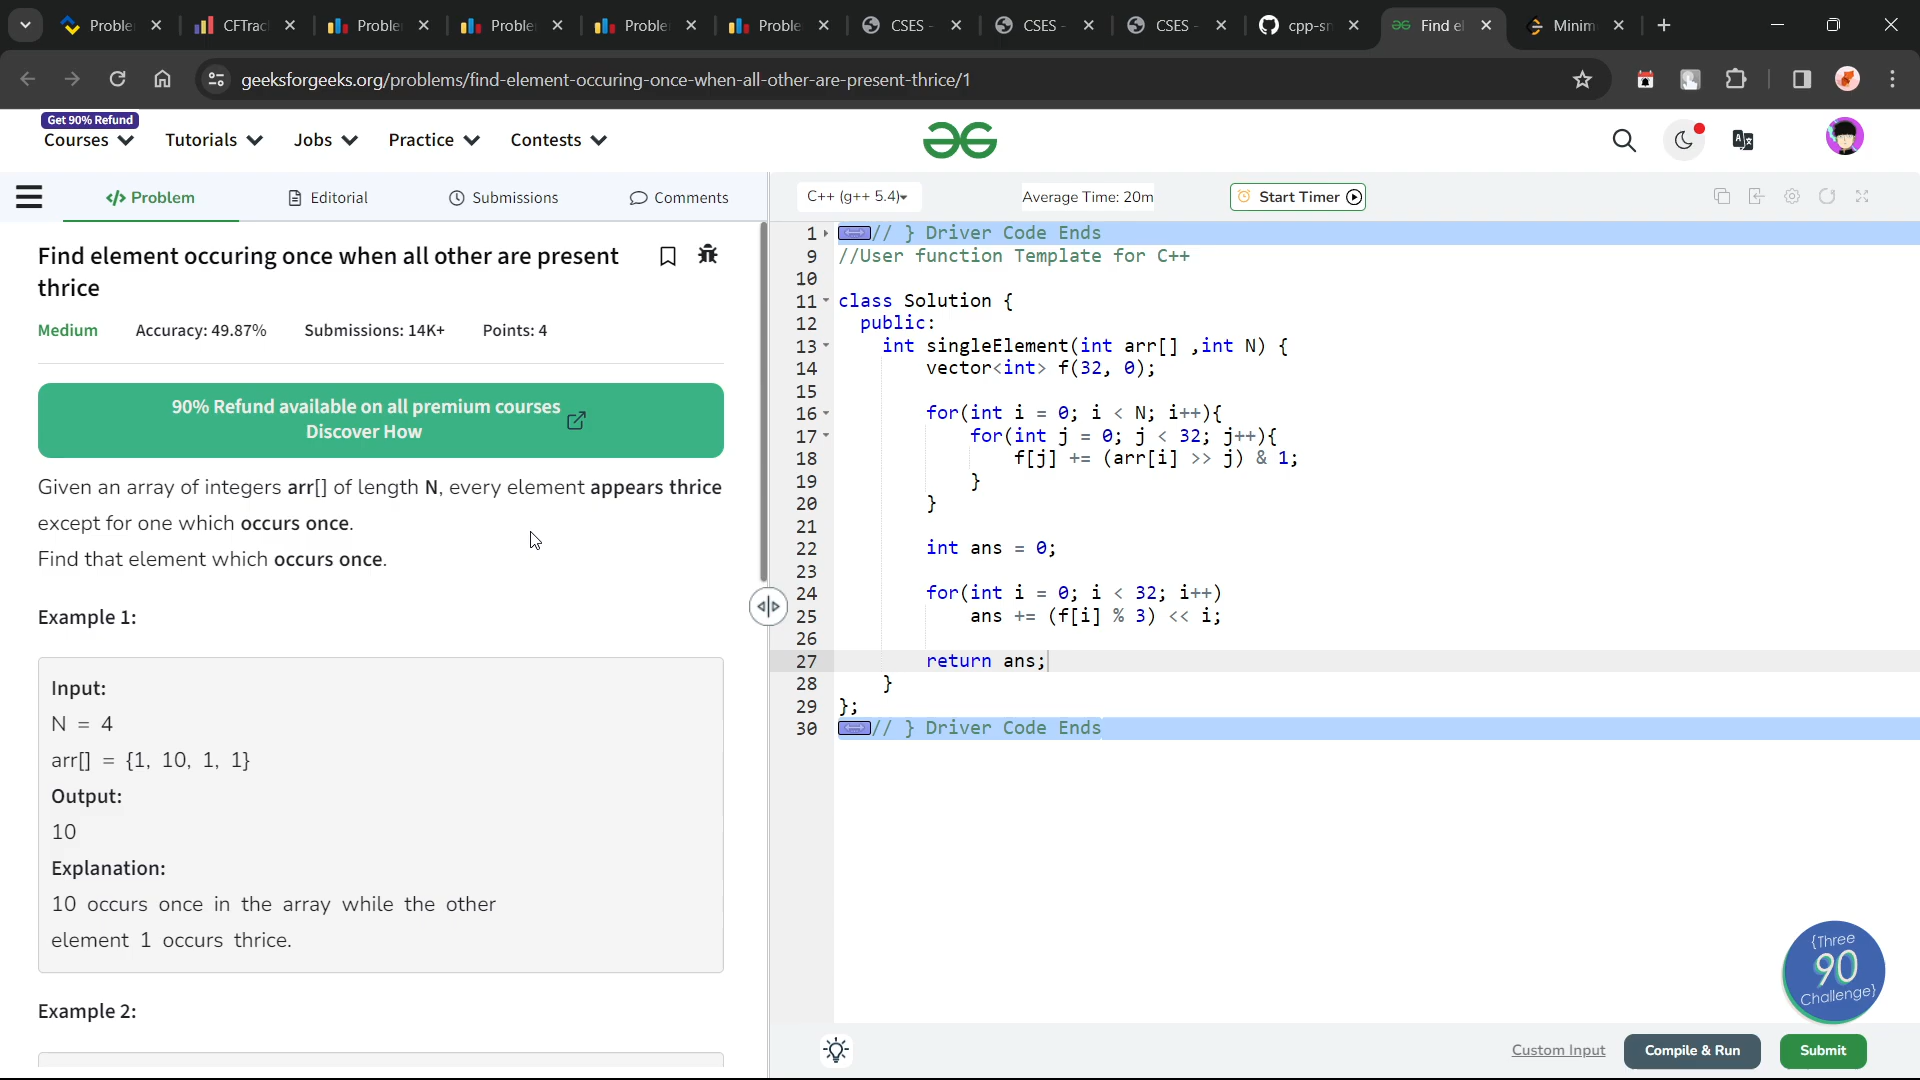 Proble
CFTrac
Proble
Proble
Proble
Proble
CSES -
CSES -
CSES -
cpp-sn
Find el
Minim
geeksforgeeks.org/problems/find-element-occuring-once-when-all-other-are-present-thrice/1
Get 90% Refund
Courses
Tutorials
Jobs
Practice
Contests
</> Problem
Editorial
Submissions
Comments
C++ (g++ 5.4)
Average Time: 20m
Start Timer
Find element occuring once when all other are present
thrice
Medium
Accuracy: 49.87%
Submissions: 14K+
Points: 4
90% Refund available on all premium courses
Discover How
Given an array of integers arr[] of length N, every element appears thrice
except for one which occurs once.
Find that element which occurs once.
Example 1:
Input:
N = 4
arr[] = {1, 10, 1, 1}
Output:
10
Explanation:
10 occurs once in the array while the other
element 1 occurs thrice.
Example 2:
1 // } Driver Code Ends
9 //User function Template for C++
10
11 class Solution {
12 public:
13 int singleElement(int arr[] ,int N) {
14 vector<int> f(32, 0);
15
16 for(int i = 0; i < N; i++){
17 for(int j = 0; j < 32; j++){
18 f[j] += (arr[i] >> j) & 1;
19 }
20 }
21
22 int ans = 0;
23
24 for(int i = 0; i < 32; i++)
25 ans += (f[i] % 3) << i;
26
27 return ans;
28 }
29 };
30 // } Driver Code Ends
{Three
90
Challenge}
Custom Input
Compile & Run
Submit